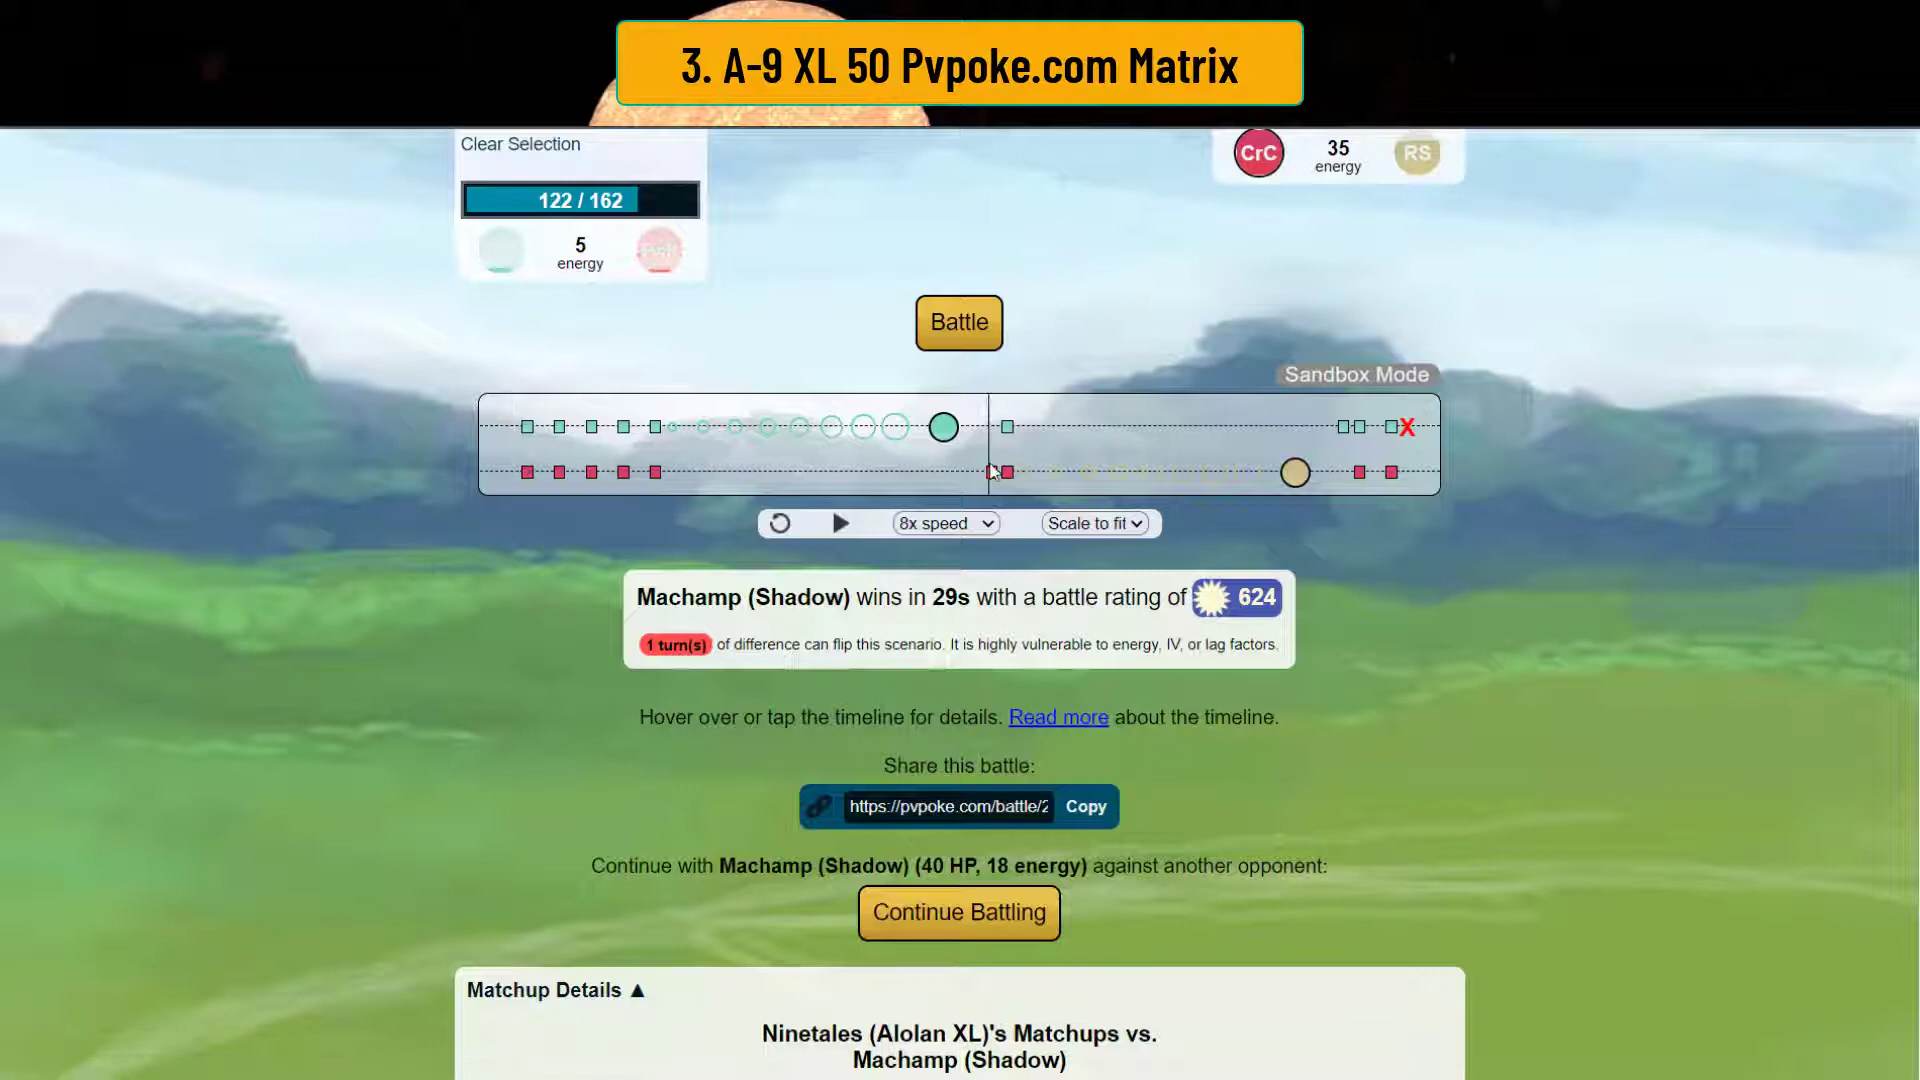 3. A-9 XL 50 Pvpoke.com Matrix
Clear Selection
122 / 162
5
energy
CrC
35
energy
RS
Battle
Sandbox Mode
X
8x speed
Scale to fit
Machamp (Shadow) wins in 29s with a battle rating of 624
1 turn(s) of difference can flip this scenario. It is highly vulnerable to energy, IV, or lag factors.
Hover over or tap the timeline for details. Read more about the timeline.
Share this battle:
https://pvpoke.com/battle/2
Copy
Continue with Machamp (Shadow) (40 HP, 18 energy) against another opponent:
Continue Battling
Matchup Details ▲
Ninetales (Alolan XL)'s Matchups vs.
Machamp (Shadow)